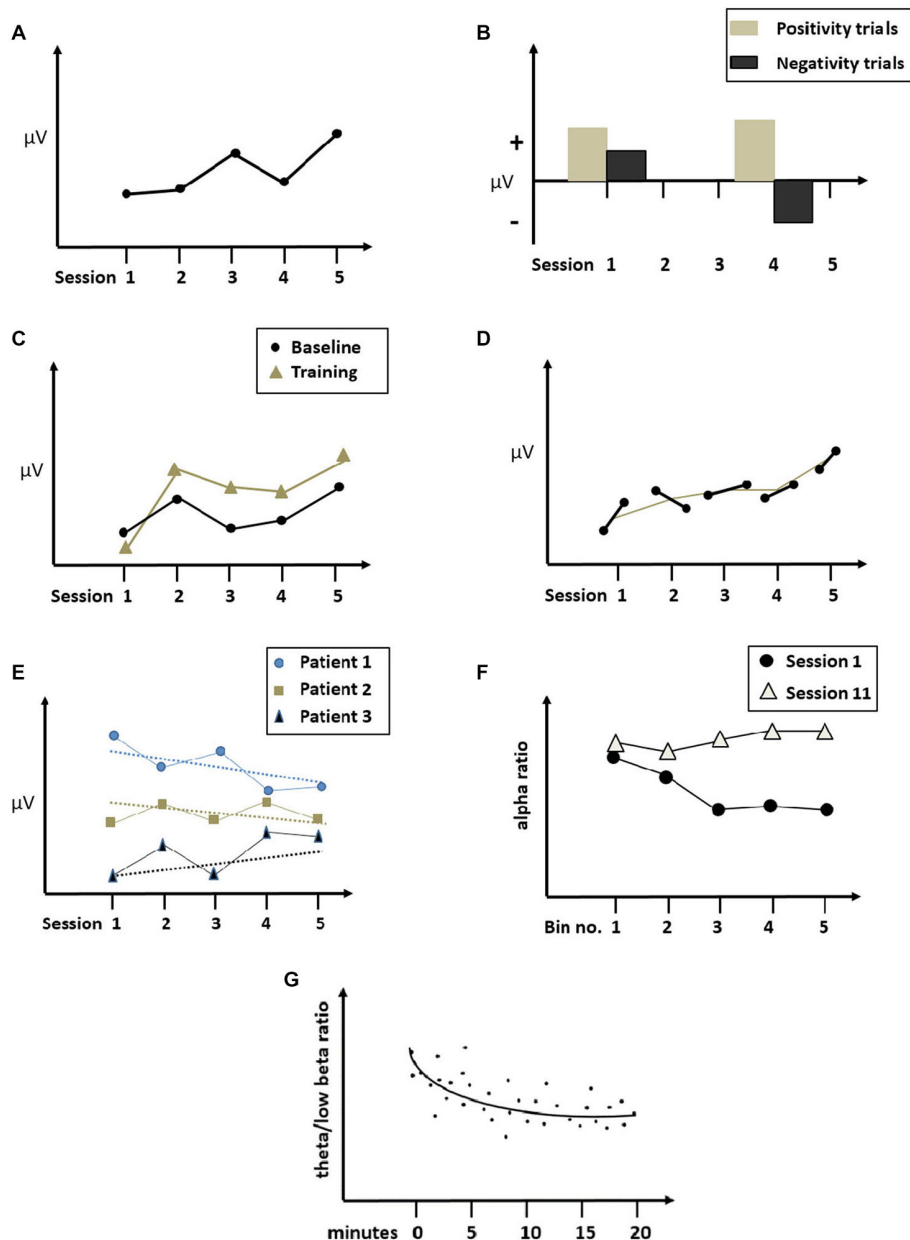 A
μV
Session 1 2 3 4 5
B
Positivity trials
Negativity trials
+
μV
-
Session 1 2 3 4 5
C
Baseline
Training
μV
Session 1 2 3 4 5
D
μV
Session 1 2 3 4 5
E
Patient 1
Patient 2
Patient 3
μV
Session 1 2 3 4 5
F
Session 1
Session 11
alpha ratio
Bin no. 1 2 3 4 5
G
theta/low beta ratio
minutes 0 5 10 15 20